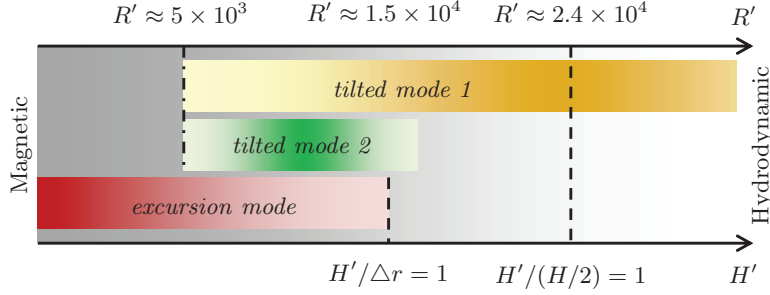 R′ ≈ 5 × 10³ R′ ≈ 1.5 × 10⁴ R′ ≈ 2.4 × 10⁴ R′
Magnetic
tilted mode 1
tilted mode 2
excursion mode
Hydrodynamic
H′/△r = 1 H′/(H/2) = 1 H′